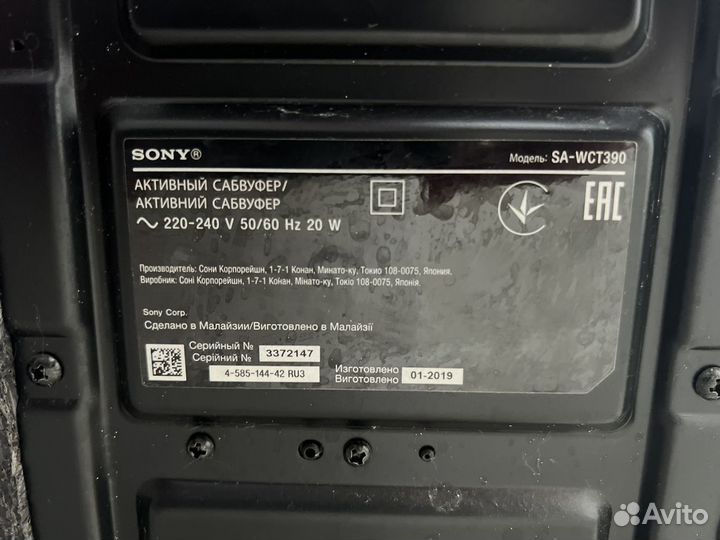 SONY®
Модель: SA-WCT390
АКТИВНЫЙ САБВУФЕР/
АКТИВНИЙ САБВУФЕР
~ 220-240 V 50/60 Hz 20 W
EAC
Производитель: Сони Корпорейшн, 1-7-1 Конан, Минато-ку, Токио 108-0075, Япония.
Виробник: Соні Корпорейшн, 1-7-1 Конан, Мінато-ку, Токіо 108-0075, Японія.
Sony Corp.
Сделано в Малайзии/Виготовлено в Малайзії
Серийный №
Серійний № 3372147
4-585-144-42 RU3
Изготовлено
Виготовлено 01-2019
Avito